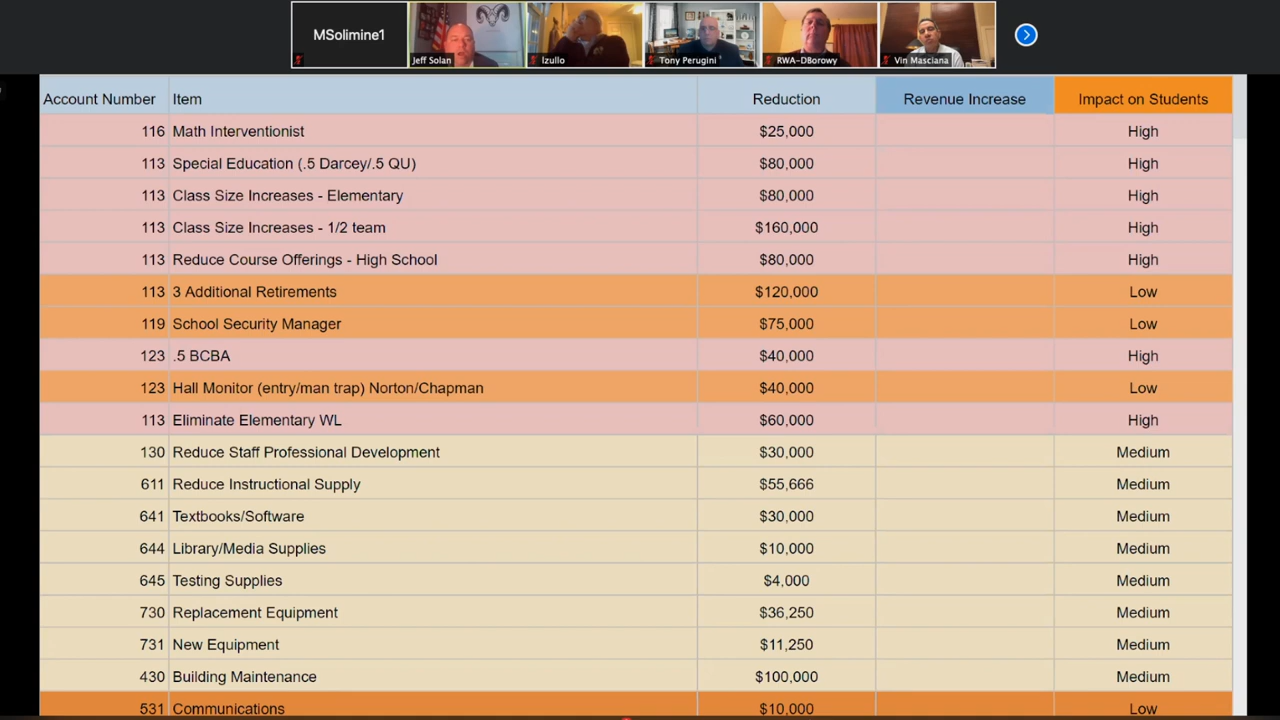 MSolimine1
Jeff Solan
lzullo
Tony Perugini
RWA-DBorowy
Vin Masciana
Account Number Item Reduction Revenue Increase Impact on Students
116 Math Interventionist $25,000 High
113 Special Education (.5 Darcey/.5 QU) $80,000 High
113 Class Size Increases - Elementary $80,000 High
113 Class Size Increases - 1/2 team $160,000 High
113 Reduce Course Offerings - High School $80,000 High
113 3 Additional Retirements $120,000 Low
119 School Security Manager $75,000 Low
123 .5 BCBA $40,000 High
123 Hall Monitor (entry/man trap) Norton/Chapman $40,000 Low
113 Eliminate Elementary WL $60,000 High
130 Reduce Staff Professional Development $30,000 Medium
611 Reduce Instructional Supply $55,666 Medium
641 Textbooks/Software $30,000 Medium
644 Library/Media Supplies $10,000 Medium
645 Testing Supplies $4,000 Medium
730 Replacement Equipment $36,250 Medium
731 New Equipment $11,250 Medium
430 Building Maintenance $100,000 Medium
531 Communications $10,000 Low